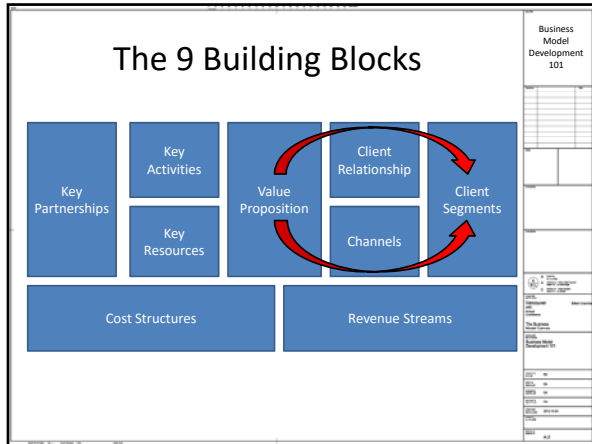 The 9 Building Blocks
Key
Partnerships
Key
Activities
Key
Resources
Value
Proposition
Client
Relationship
Channels
Client
Segments
Cost Structures
Revenue Streams
Business
Model
Development
101
Vancouver
The Business
Model Canvas
Business Model
Development 101